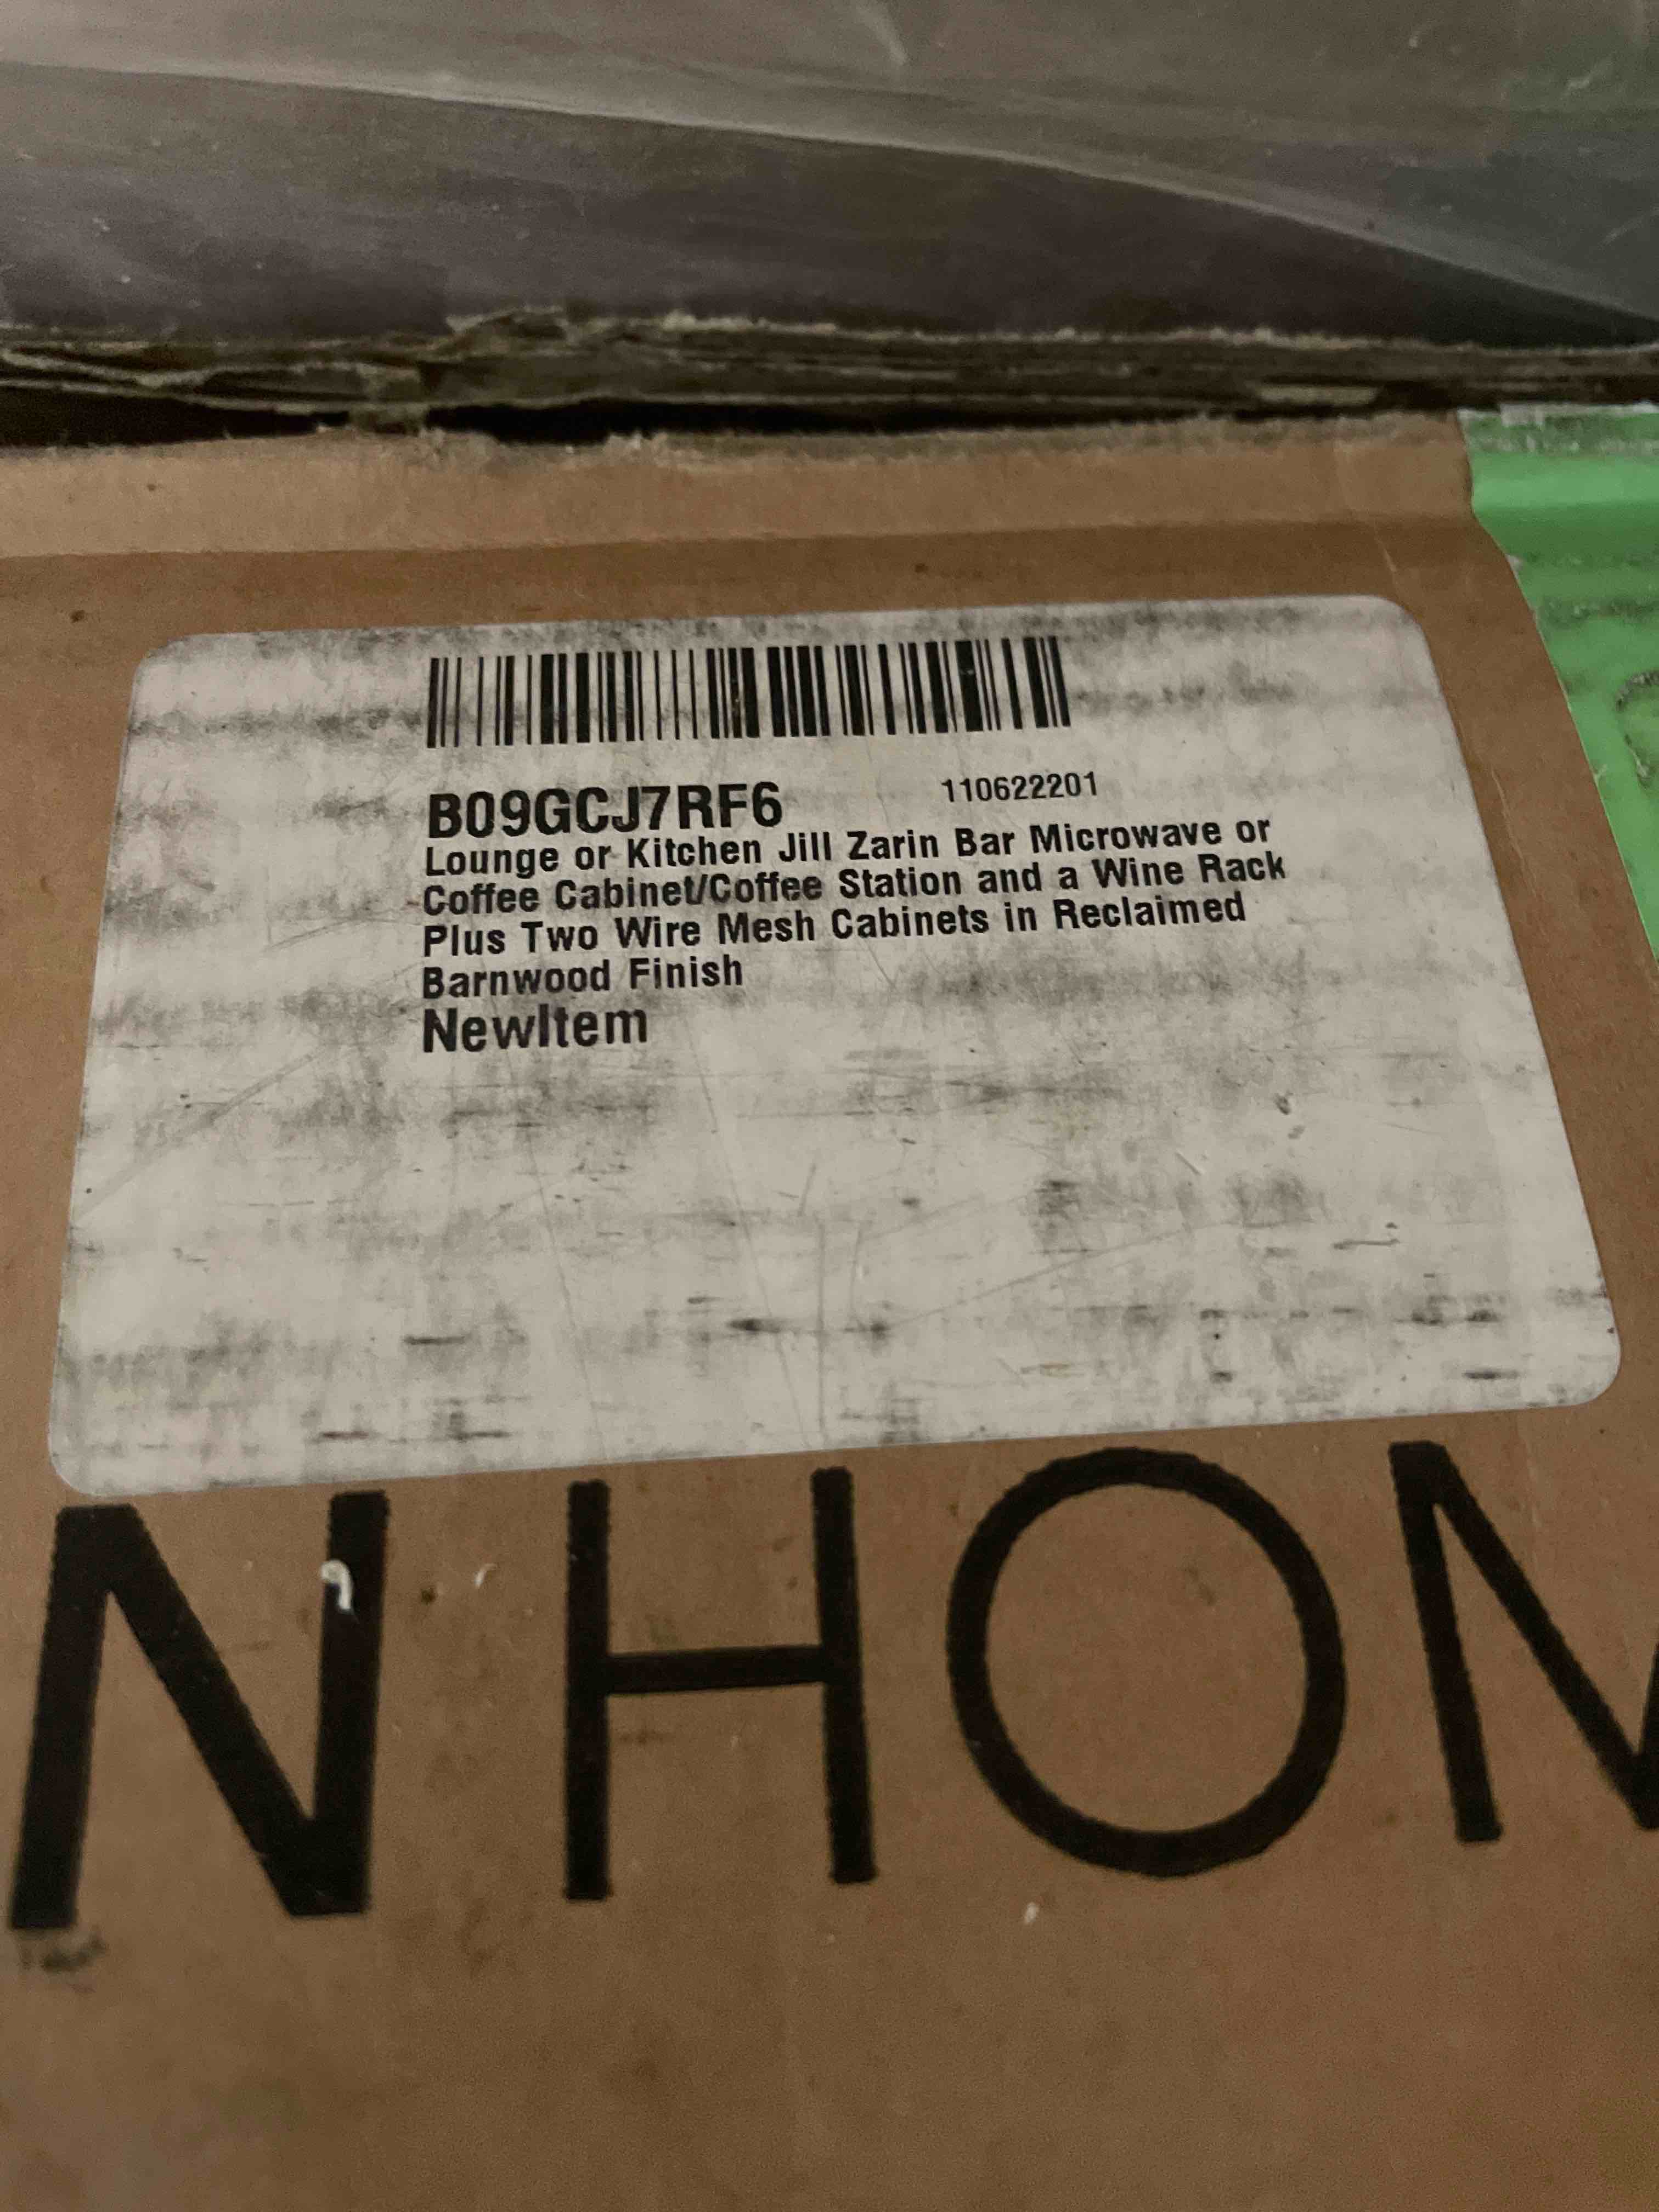 B09GCJ7RF6 110622201
Lounge or Kitchen Jill Zarin Bar Microwave or
Coffee Cabinet/Coffee Station and a Wine Rack
Plus Two Wire Mesh Cabinets in Reclaimed
Barnwood Finish
NewItem
N HOM